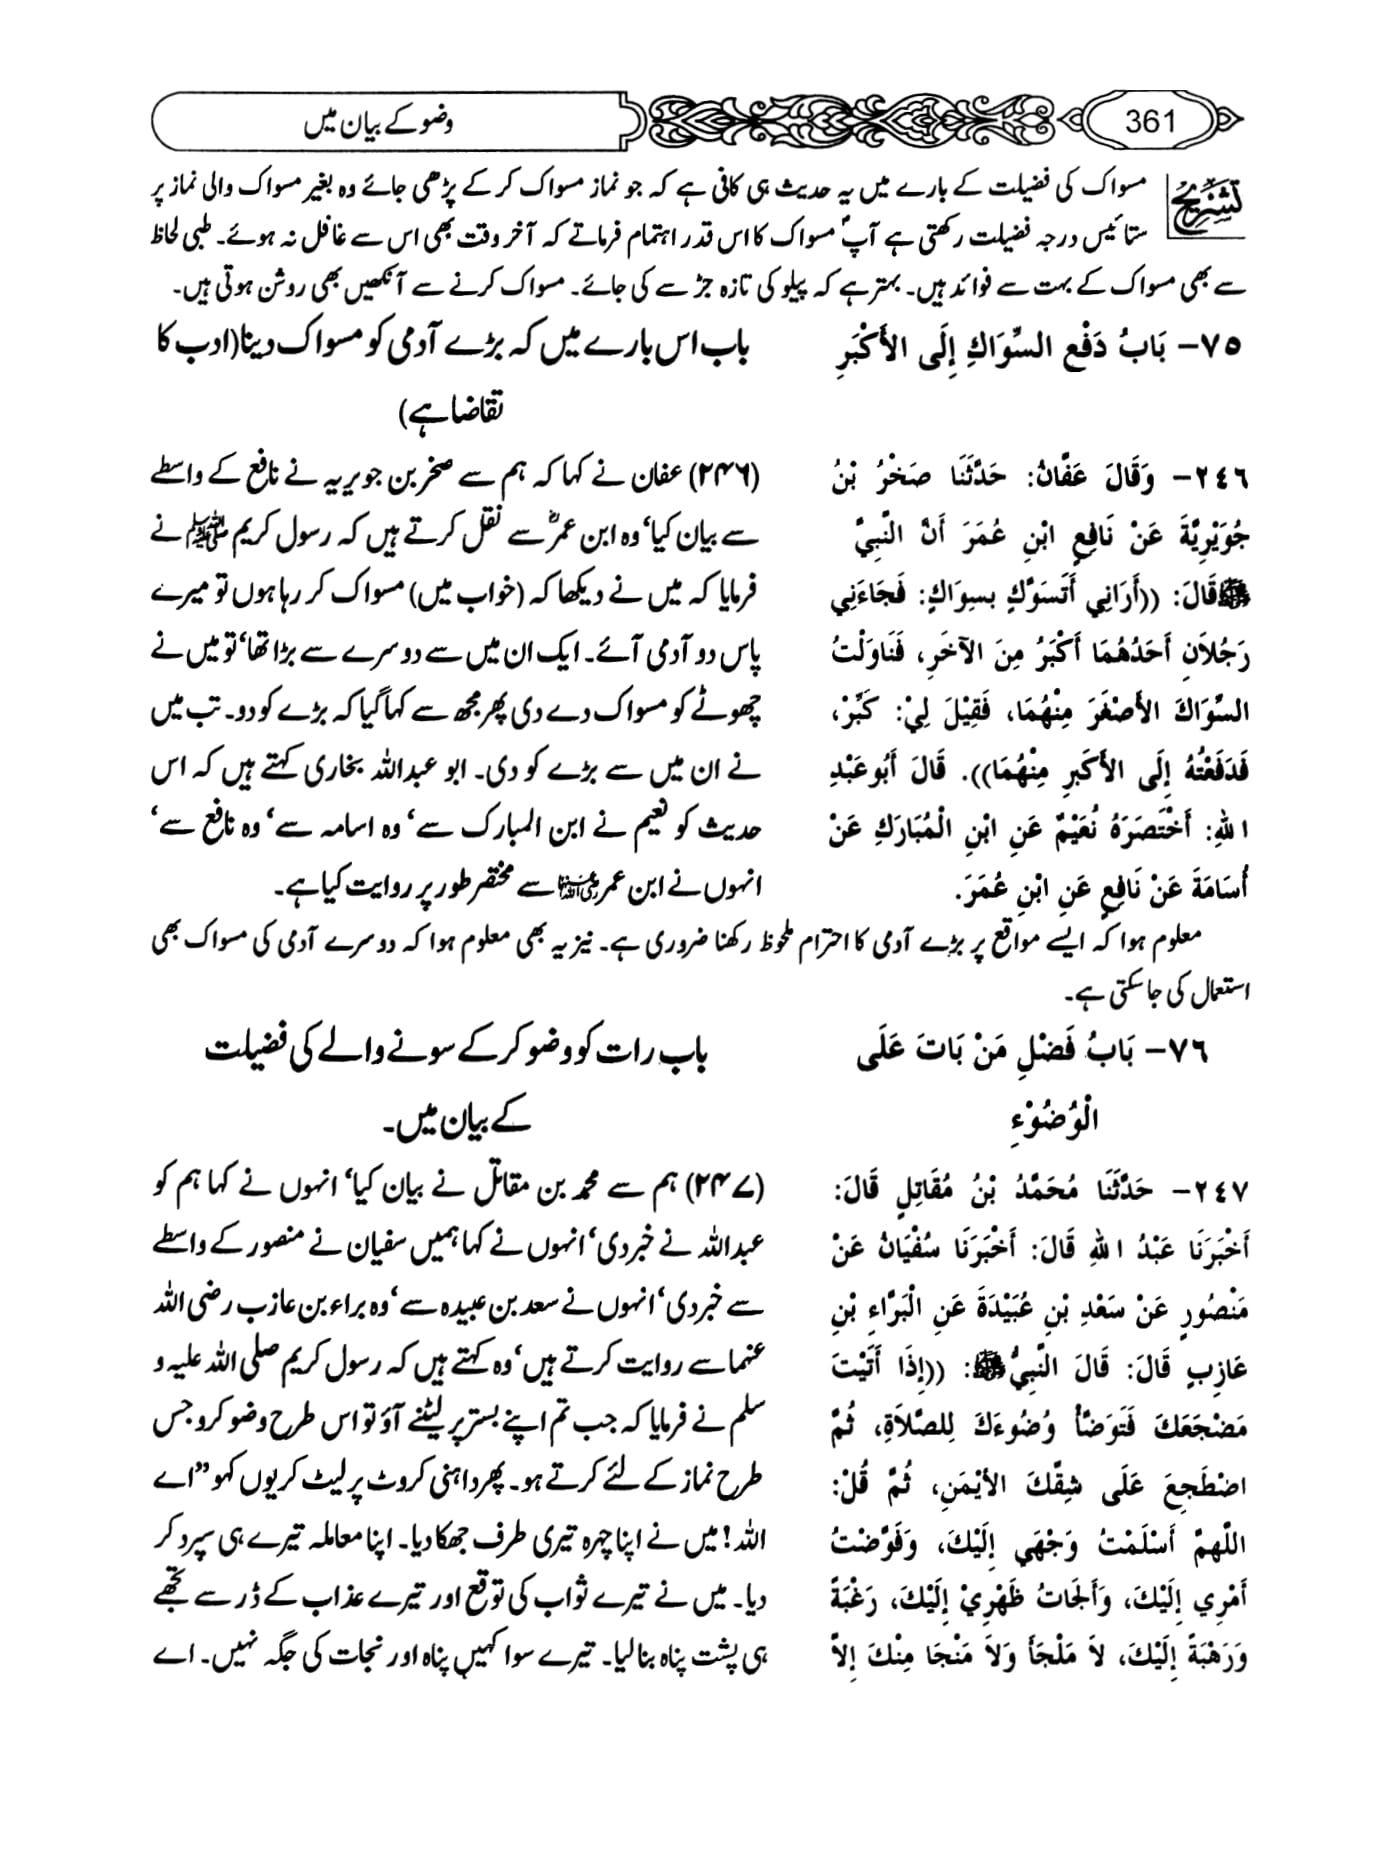 361
وضو کے بیان میں
تشریح
مسواک کی فضیلت کے بارے میں یہ حدیث ہی کافی ہے کہ جو نماز مسواک کر کے پڑھی جائے وہ بغیر مسواک والی نماز پر
ستائیس درجہ فضیلت رکھتی ہے آپؐ مسواک کا اس قدر اہتمام فرماتے کہ آخر وقت بھی اس سے غافل نہ ہوئے۔ طبی لحاظ
سے بھی مسواک کے بہت سے فوائد ہیں۔ بہتر ہے کہ پیلو کی تازہ جڑ سے کی جائے۔ مسواک کرنے سے آنکھیں بھی روشن ہوتی ہیں۔
٧٥- بَابُ دَفْعِ السِّوَاكِ إِلَى الأَكْبَرِ
٢٤٦- وَقَالَ عَفَّانُ: حَدَّثَنَا صَخْرُ بْنُ
جُوَيْرِيَّةَ عَنْ نَافِعٍ ابْنِ عُمَرَ أَنَّ النَّبِيَّ
ﷺ قَالَ: ((أَرَانِي أَتَسَوَّكُ بِسِوَاكٍ: فَجَاءَنِي
رَجُلاَنِ أَحَدُهُمَا أَكْبَرُ مِنَ الآخَرِ، فَنَاوَلْتُ
السِّوَاكَ الأَصْغَرَ مِنْهُمَا، فَقِيْلَ لِيْ: كَبِّرْ،
فَدَفَعْتُهُ إِلَى الأَكْبَرِ مِنْهُمَا)). قَالَ أَبُو عَبْدِ
اللهِ: أَخْتَصَرَهُ نُعَيْمٌ عَنِ ابْنِ الْمُبَارَكِ عَنْ
أُسَامَةَ عَنْ نَافِعٍ عَنِ ابْنِ عُمَرَ.
باب اس بارے میں کہ بڑے آدمی کو مسواک دینا (ادب کا
تقاضا ہے)
(۲۴۶) عفان نے کہا کہ ہم سے صخر بن جویریہ نے نافع کے واسطے
سے بیان کیا‘ وہ ابن عمرؓ سے نقل کرتے ہیں کہ رسول کریم ﷺ نے
فرمایا کہ میں نے دیکھا کہ (خواب میں) مسواک کر رہا ہوں تو میرے
پاس دو آدمی آئے۔ ایک ان میں سے دوسرے سے بڑا تھا‘ تو میں نے
چھوٹے کو مسواک دے دی پھر مجھ سے کہا گیا کہ بڑے کو دو۔ تب میں
نے ان میں سے بڑے کو دی۔ ابو عبداللہ بخاری کہتے ہیں کہ اس
حدیث کو نعیم نے ابن المبارک سے‘ وہ اسامہ سے‘ وہ نافع سے‘
انہوں نے ابن عمر رضی اللہ عنہما سے مختصر طور پر روایت کیا ہے۔
معلوم ہوا کہ ایسے مواقع پر بڑے آدمی کا احترام ملحوظ رکھنا ضروری ہے۔ نیز یہ بھی معلوم ہوا کہ دوسرے آدمی کی مسواک بھی
استعمال کی جا سکتی ہے۔
٧٦- بَابُ فَضْلِ مَنْ بَاتَ عَلَى
الْوُضُوْءِ
٢٤٧- حَدَّثَنَا مُحَمَّدُ بْنُ مُقَاتِلٍ قَالَ:
أَخْبَرَنَا عَبْدُ اللهِ قَالَ: أَخْبَرَنَا سُفْيَانُ عَنْ
مَنْصُورٍ عَنْ سَعْدِ بْنِ عُبَيْدَةَ عَنِ الْبَرَّاءِ بْنِ
عَازِبٍ قَالَ: قَالَ النَّبِيُّ ﷺ: ((إِذَا أَتَيْتَ
مَضْجَعَكَ فَتَوَضَّأْ وُضُوءَكَ لِلصَّلاَةِ، ثُمَّ
اضْطَجِعَ عَلَى شِقِّكَ الأَيْمَنِ، ثُمَّ قُلْ:
اللَّهمَّ أَسْلَمْتُ وَجْهِي إِلَيْكَ، وَفَوَّضْتُ
أَمْرِي إِلَيْكَ، وَأَلجَاتُ ظَهْرِيْ إِلَيْكَ، رَغْبَةً
وَرَهْبَةً إِلَيْكَ، لاَ مَلْجَأَ وَلاَ مَنْجَا مِنْكَ إِلاَّ
باب رات کو وضو کر کے سونے والے کی فضیلت
کے بیان میں۔
(۲۴۷) ہم سے محمد بن مقاتل نے بیان کیا‘ انہوں نے کہا ہم کو
عبداللہ نے خبر دی‘ انہوں نے کہا ہمیں سفیان نے منصور کے واسطے
سے خبر دی‘ انہوں نے سعد بن عبیدہ سے‘ وہ براء بن عازب رضی اللہ
عنہما سے روایت کرتے ہیں‘ وہ کہتے ہیں کہ رسول کریم صلی اللہ علیہ و
سلم نے فرمایا کہ جب تم اپنے بستر پر لیٹنے آؤ تو اس طرح وضو کرو جس
طرح نماز کے لئے کرتے ہو۔ پھر داہنی کروٹ پر لیٹ کر یوں کہو ”اے
اللہ! میں نے اپنا چہرہ تیری طرف جھکا دیا۔ اپنا معاملہ تیرے ہی سپرد کر
دیا۔ میں نے تیرے ثواب کی توقع اور تیرے عذاب کے ڈر سے تجھے
ہی پشت پناہ بنا لیا۔ تیرے سوا کہیں پناہ اور نجات کی جگہ نہیں۔ اے